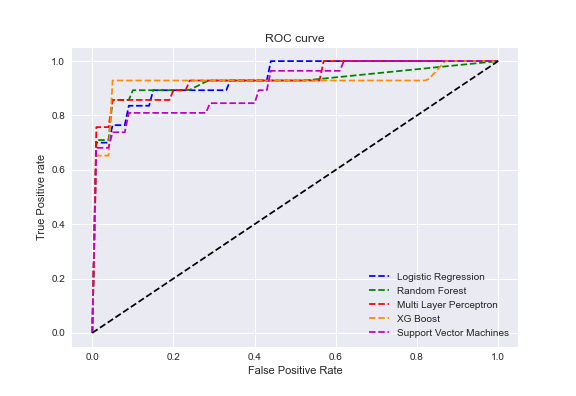 ROC curve
1.0
0.8
0.6
0.4
0.2
0.0
True Positive rate
Logistic Regression
Random Forest
Multi Layer Perceptron
XG Boost
Support Vector Machines
0.0 0.2 0.4 0.6 0.8 1.0
False Positive Rate